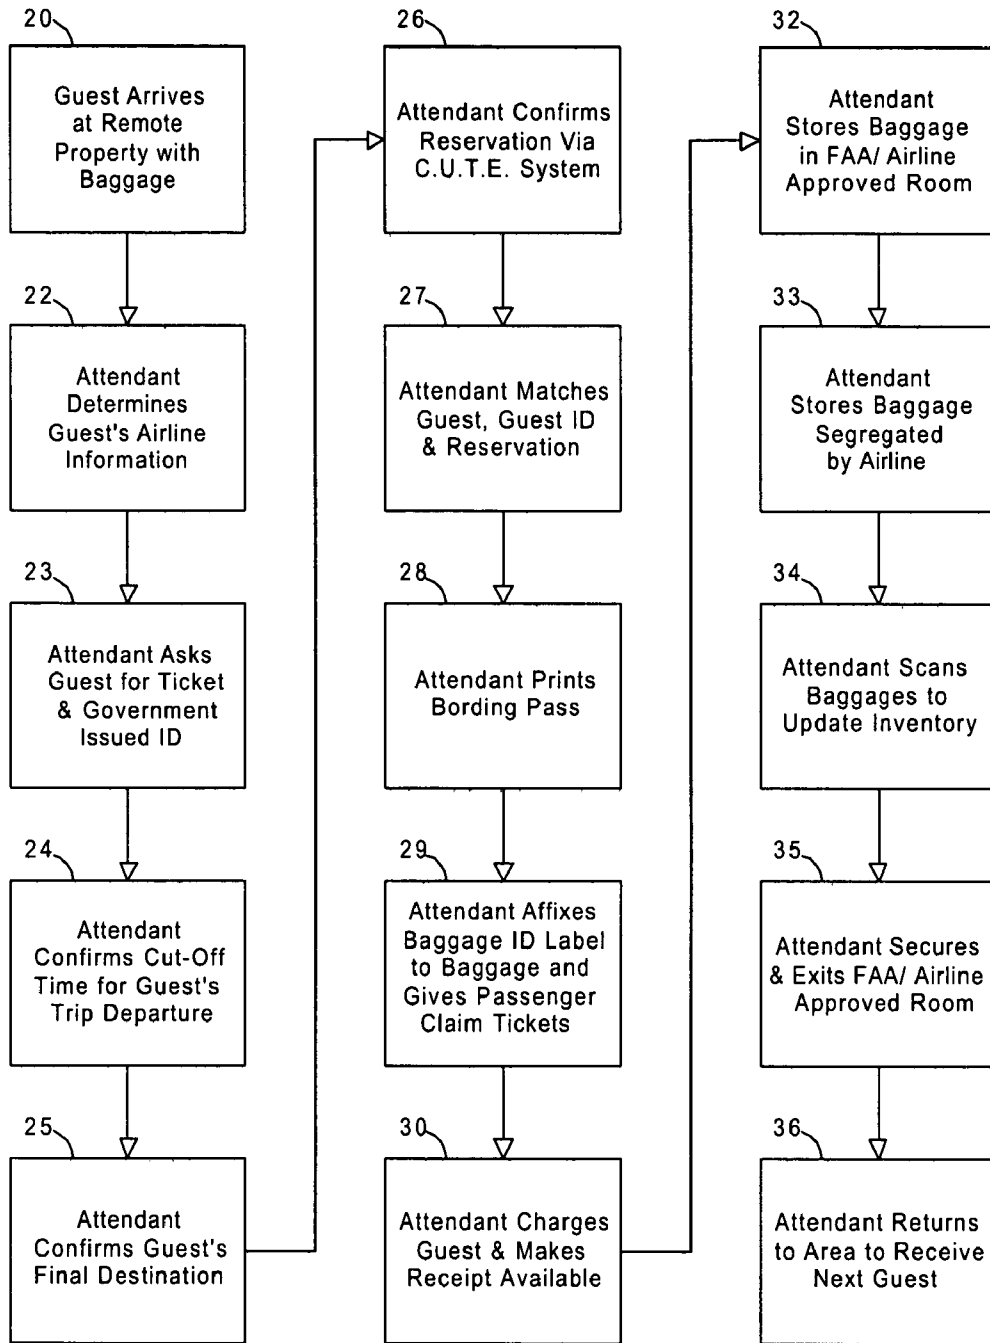 20
Guest Arrives
at Remote
Property with
Baggage
22
Attendant
Determines
Guest's Airline
Information
23
Attendant Asks
Guest for Ticket
& Government
Issued ID
24
Attendant
Confirms Cut-Off
Time for Guest's
Trip Departure
25
Attendant
Confirms Guest's
Final Destination
26
Attendant Confirms
Reservation Via
C.U.T.E. System
27
Attendant Matches
Guest, Guest ID
& Reservation
28
Attendant Prints
Bording Pass
29
Attendant Affixes
Baggage ID Label
to Baggage and
Gives Passenger
Claim Tickets
30
Attendant Charges
Guest & Makes
Receipt Available
32
Attendant
Stores Baggage
in FAA/ Airline
Approved Room
33
Attendant
Stores Baggage
Segregated
by Airline
34
Attendant Scans
Baggages to
Update Inventory
35
Attendant Secures
& Exits FAA/ Airline
Approved Room
36
Attendant Returns
to Area to Receive
Next Guest